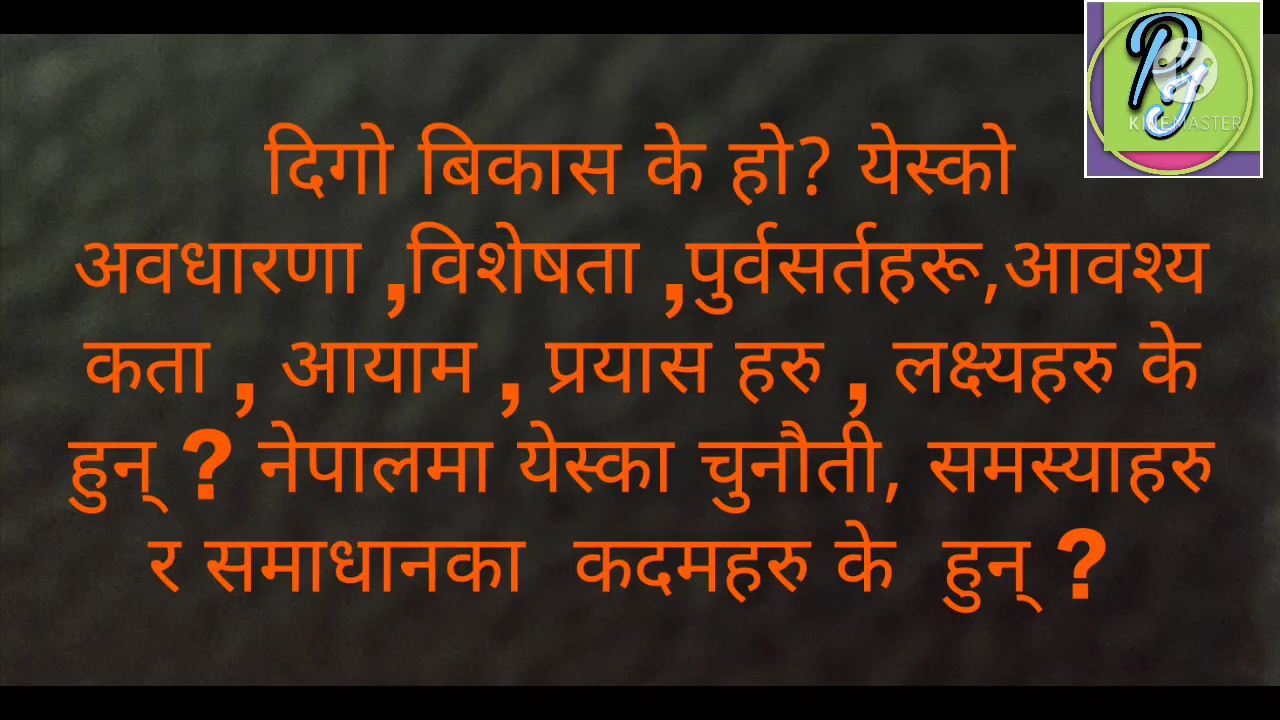 दिगो बिकास के हो? येस्को
अवधारणा ,विशेषता ,पुर्वसर्तहरू,आवश्य
कता , आयाम , प्रयास हरु , लक्ष्यहरु के
हुन् ? नेपालमा येस्का चुनौती, समस्याहरु
र समाधानका कदमहरु के हुन् ?
KINEMASTER